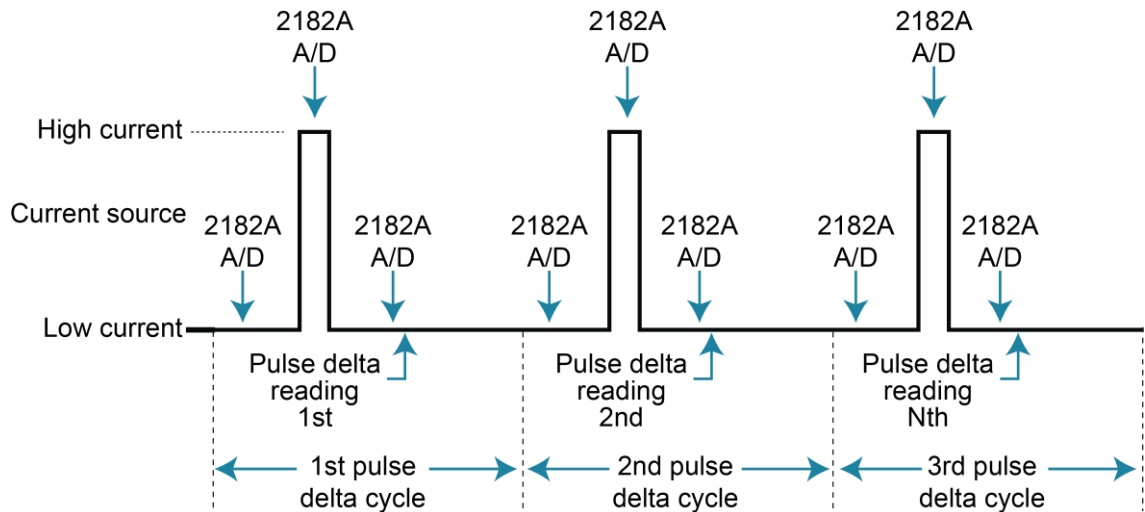 2182A
A/D
2182A
A/D
2182A
A/D
High current
Current source
2182A
A/D
2182A
A/D
2182A
A/D
2182A
A/D
2182A
A/D
2182A
A/D
Low current
Pulse delta
reading
1st
Pulse delta
reading
2nd
Pulse delta
reading
Nth
1st pulse
delta cycle
2nd pulse
delta cycle
3rd pulse
delta cycle